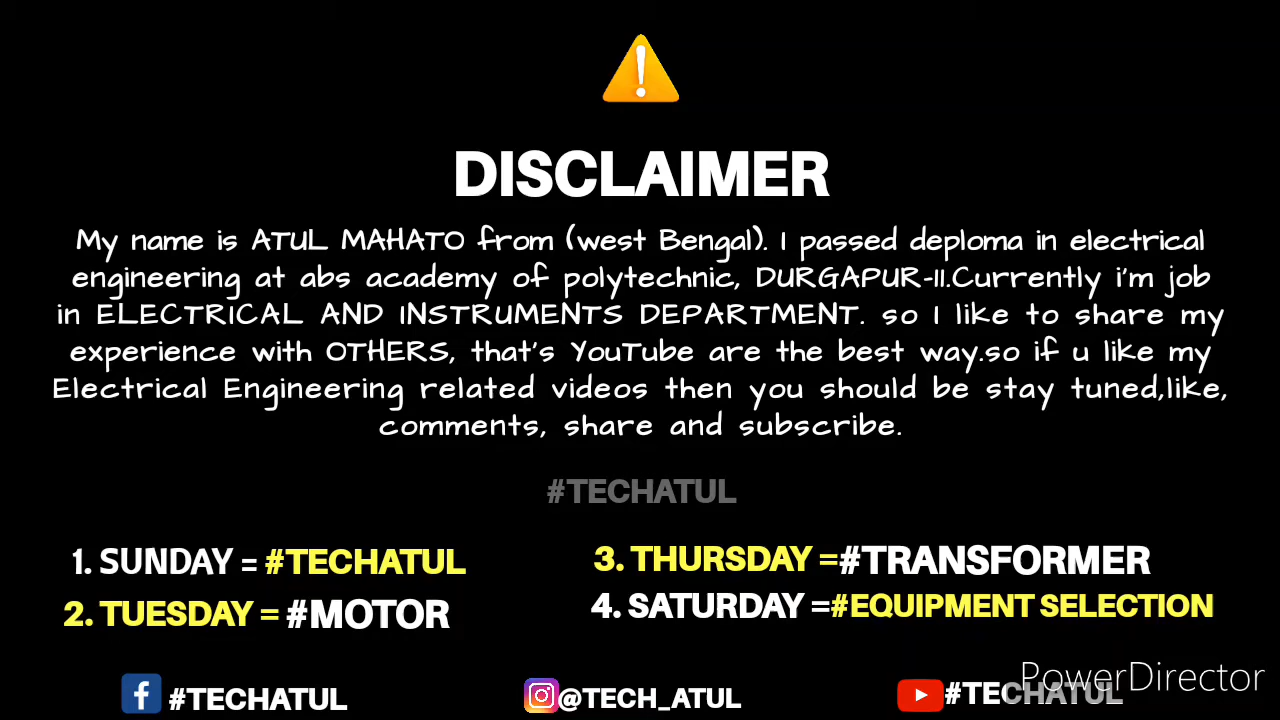 DISCLAIMER
My name is ATUL MAHATO from (west Bengal). I passed deploma in electrical
engineering at abs academy of polytechnic, DURGAPUR-11.Currently i'm job
in ELECTRICAL AND INSTRUMENTS DEPARTMENT. so I like to share my
experience with OTHERS, that's YouTube are the best way.so if u like my
Electrical Engineering related videos then you should be stay tuned,like,
comments, share and subscribe.
#TECHATUL
1. SUNDAY = #TECHATUL
2. TUESDAY = #MOTOR
3. THURSDAY =#TRANSFORMER
4. SATURDAY =#EQUIPMENT SELECTION
#TECHATUL
@TECH_ATUL
#TECHATUL
PowerDirector